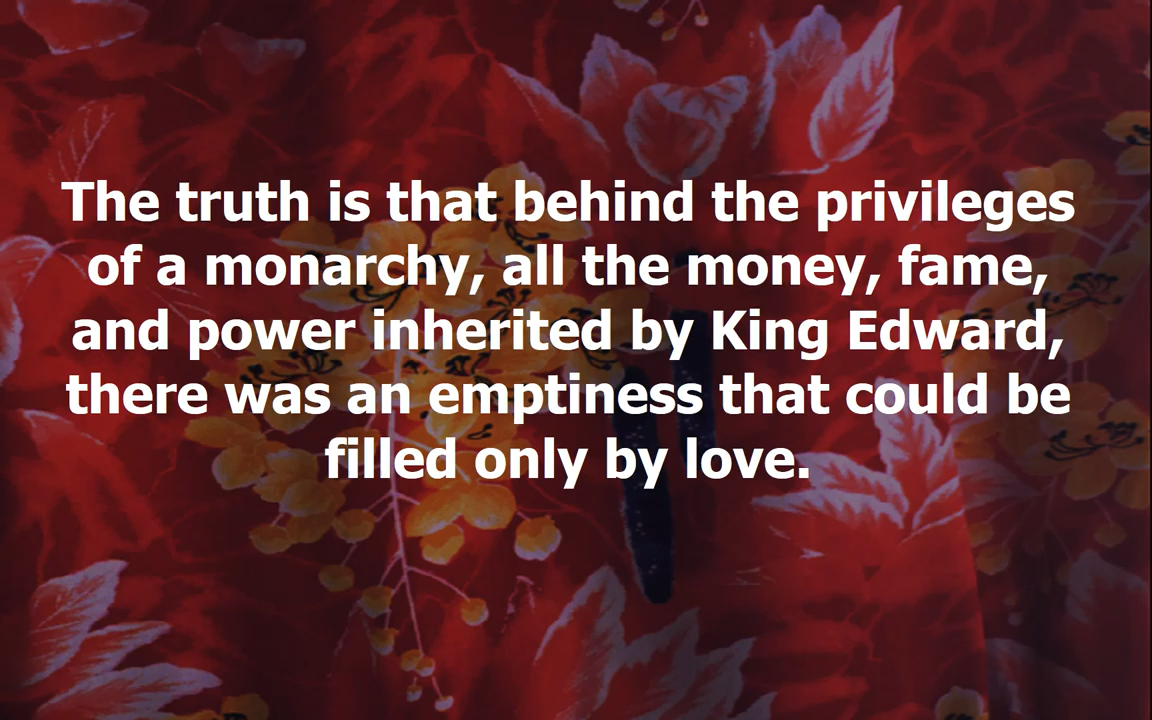 The truth is that behind the privileges
of a monarchy, all the money, fame,
and power inherited by King Edward,
there was an emptiness that could be
filled only by love.